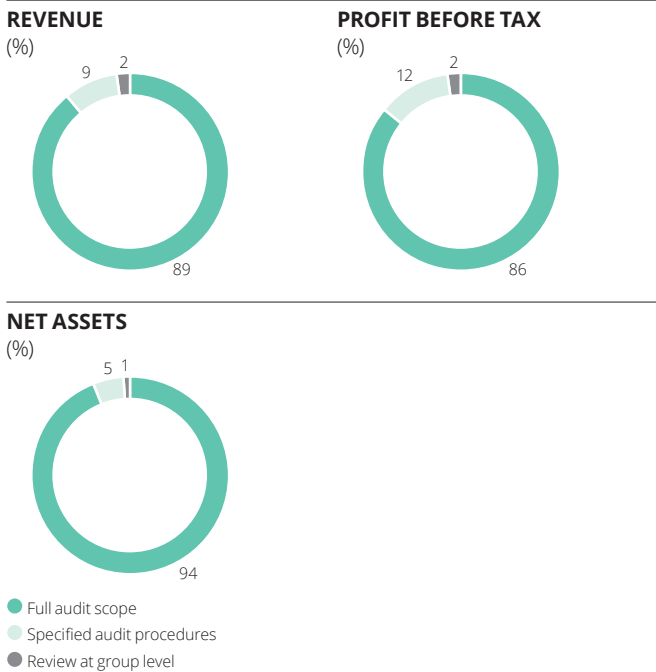 REVENUE
(%)
2
9
89
PROFIT BEFORE TAX
(%)
2
12
86
NET ASSETS
(%)
5 1
94
Full audit scope
Specified audit procedures
Review at group level